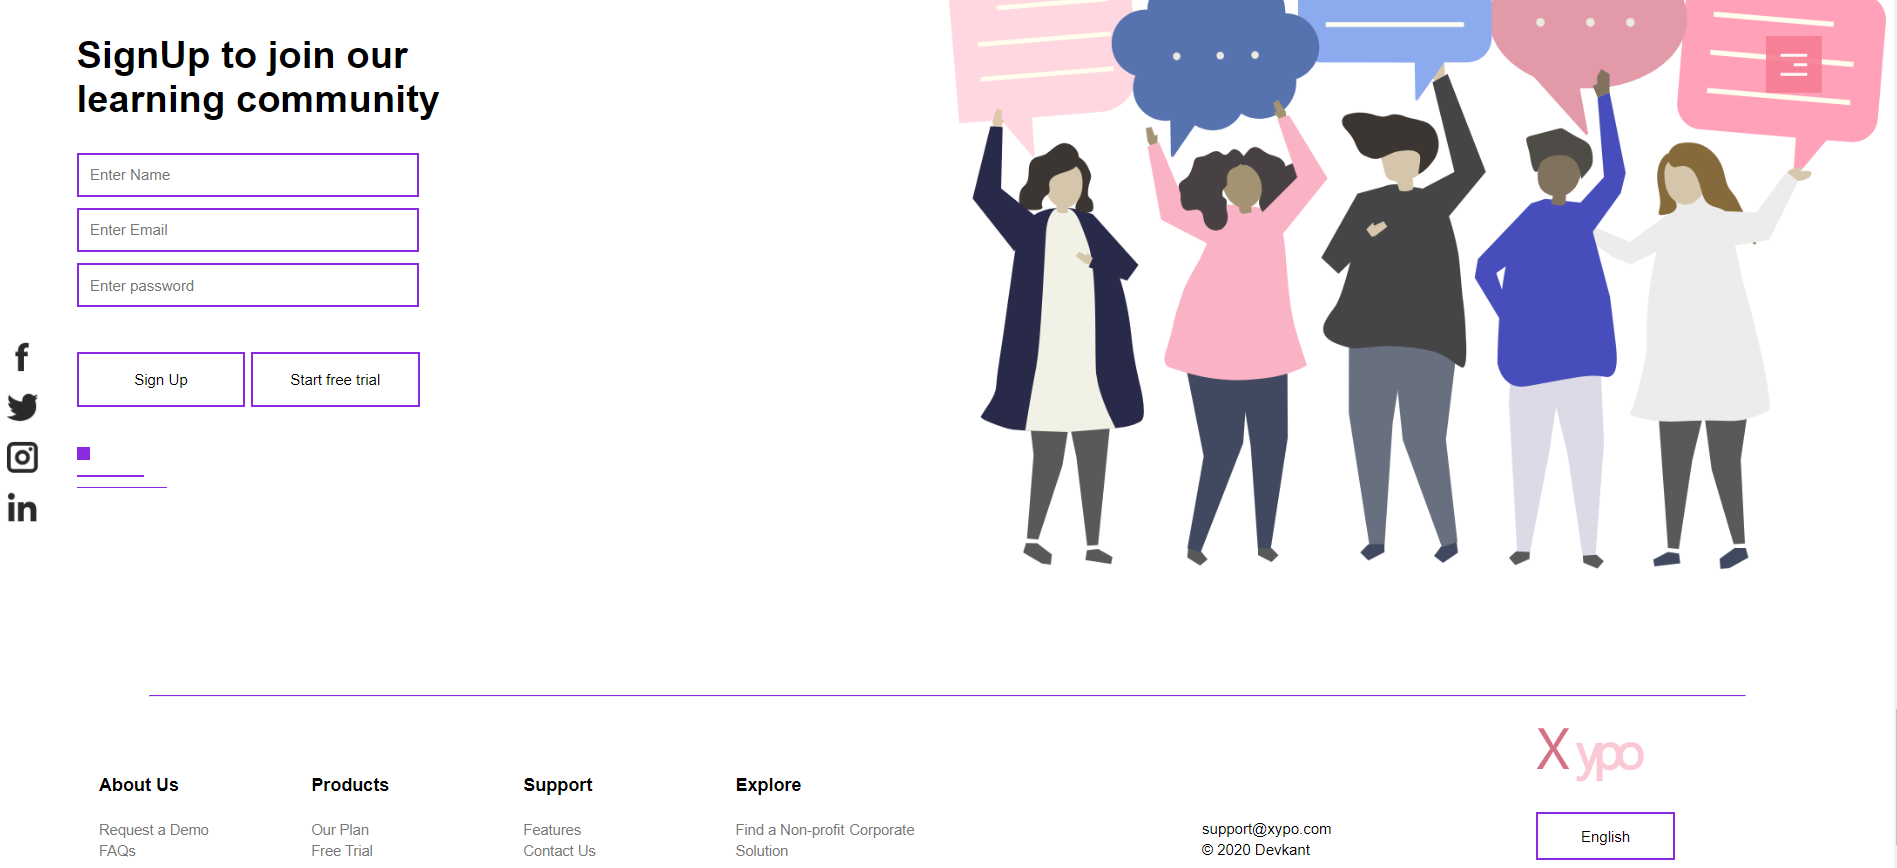 SignUp to join our
learning community
Enter Name
Enter Email
Enter password
Sign Up
Start free trial
About Us
Request a Demo
FAQs
Products
Our Plan
Free Trial
Support
Features
Contact Us
Explore
Find a Non-profit Corporate
Solution
support@xypo.com
© 2020 Devkant
Xypo
English